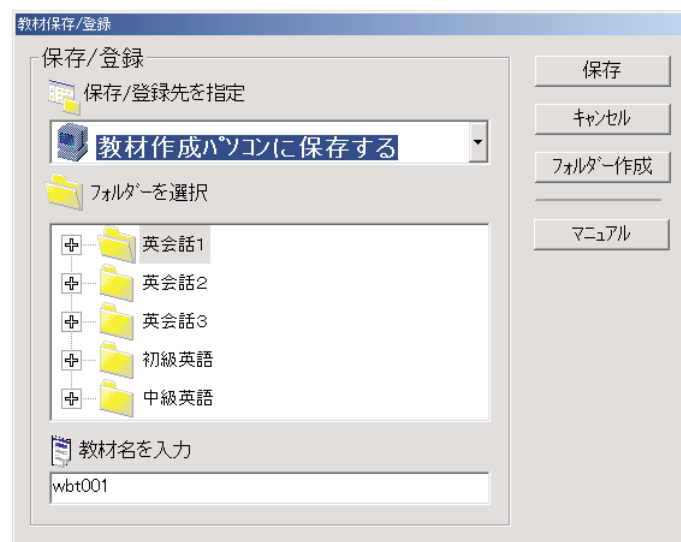 教材保存/登録
保存/登録
保存/登録先を指定
教材作成ﾊﾟｿｺﾝに保存する
ﾌｫﾙﾀﾞｰを選択
英会話1
英会話2
英会話3
初級英語
中級英語
教材名を入力
wbt001
保存
ｷｬﾝｾﾙ
ﾌｫﾙﾀﾞｰ作成
ﾏﾆｭｱﾙ